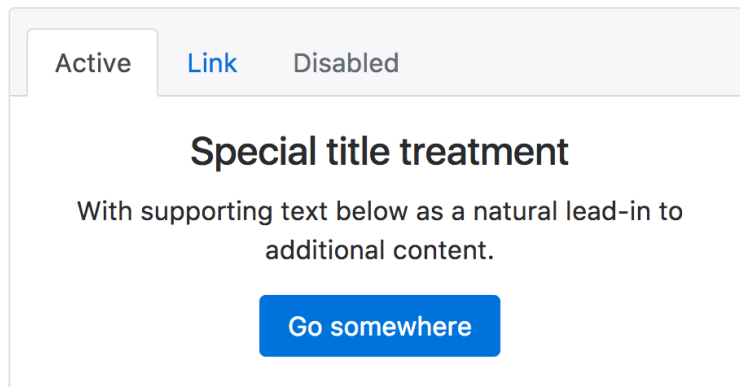 Active Link Disabled
Special title treatment
With supporting text below as a natural lead-in to
additional content.
Go somewhere